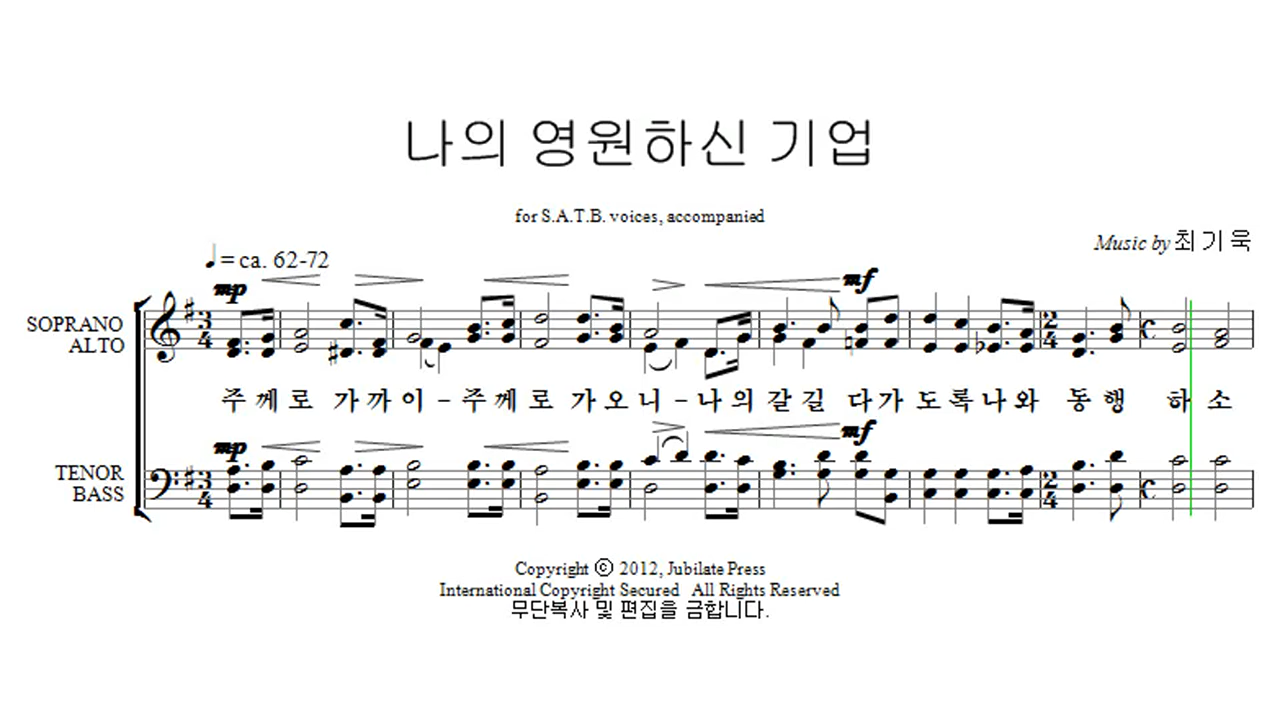 나의 영원하신 기업
for S.A.T.B. voices, accompanied
Music by 최기욱
♩= ca. 62-72
mp
mf
SOPRANO
ALTO
주께로 가까이 - 주께로 가오니 - 나의갈길 다가 도록나와 동행 하소
mp
mf
TENOR
BASS
Copyright ⓒ 2012, Jubilate Press
International Copyright Secured All Rights Reserved
무단복사 및 편집을 금합니다.